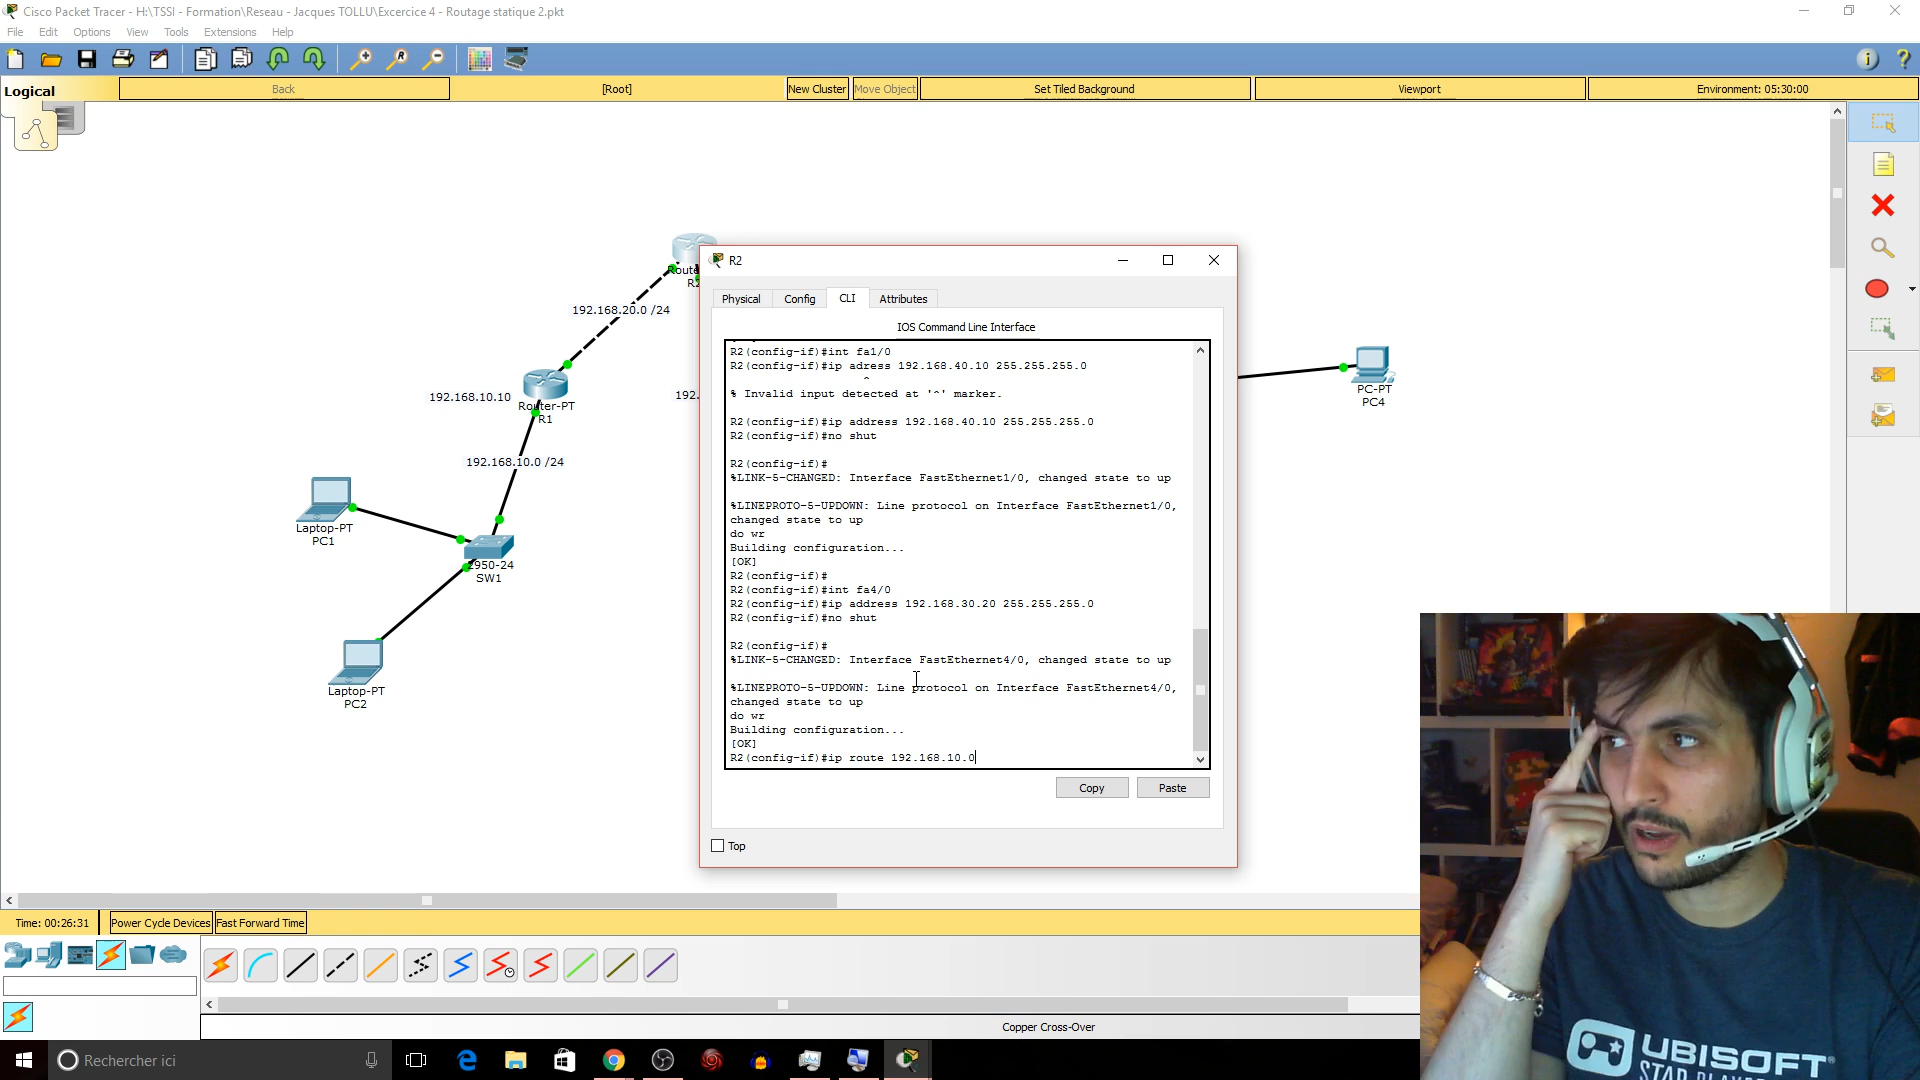 Cisco Packet Tracer - H:\TSSI - Formation\Reseau - Jacques TOLLU\Excercice 4 - Routage statique 2.pkt
File Edit Options View Tools Extensions Help
Logical
Back
[Root]
New Cluster
Move Object
Set Tiled Background
Viewport
Environment: 05:30:00
192.168.20.0 /24
192.168.10.10
Router-PT
R1
192.168.10.0 /24
Laptop-PT
PC1
2950-24
SW1
Laptop-PT
PC2
192.
PC-PT
PC4
R2
Physical
Config
CLI
Attributes
IOS Command Line Interface
R2(config-if)#int fa1/0
R2(config-if)#ip adress 192.168.40.10 255.255.255.0
^
% Invalid input detected at '^' marker.
R2(config-if)#ip address 192.168.40.10 255.255.255.0
R2(config-if)#no shut
R2(config-if)#
%LINK-5-CHANGED: Interface FastEthernet1/0, changed state to up
%LINEPROTO-5-UPDOWN: Line protocol on Interface FastEthernet1/0,
changed state to up
do wr
Building configuration...
[OK]
R2(config-if)#
R2(config-if)#int fa4/0
R2(config-if)#ip address 192.168.30.20 255.255.255.0
R2(config-if)#no shut
R2(config-if)#
%LINK-5-CHANGED: Interface FastEthernet4/0, changed state to up
%LINEPROTO-5-UPDOWN: Line protocol on Interface FastEthernet4/0,
changed state to up
do wr
Building configuration...
[OK]
R2(config-if)#ip route 192.168.10.0
Copy
Paste
Top
Time: 00:26:31
Power Cycle Devices
Fast Forward Time
Copper Cross-Over
Rechercher ici
UBISOFT
STAR PLAYER